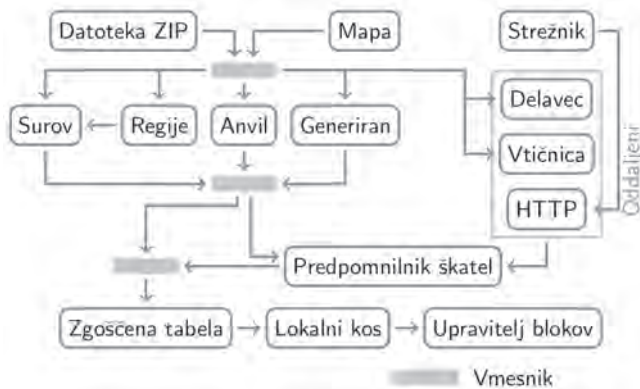 Datoteka ZIP
Mapa
Strežnik
Surov
Regije
Anvil
Generiran
Delavec
Vtičnica
HTTP
Oddaljeni
Predpomnilnik škatel
Zgoščena tabela
Lokalni kos
Upravitelj blokov
Vmesnik